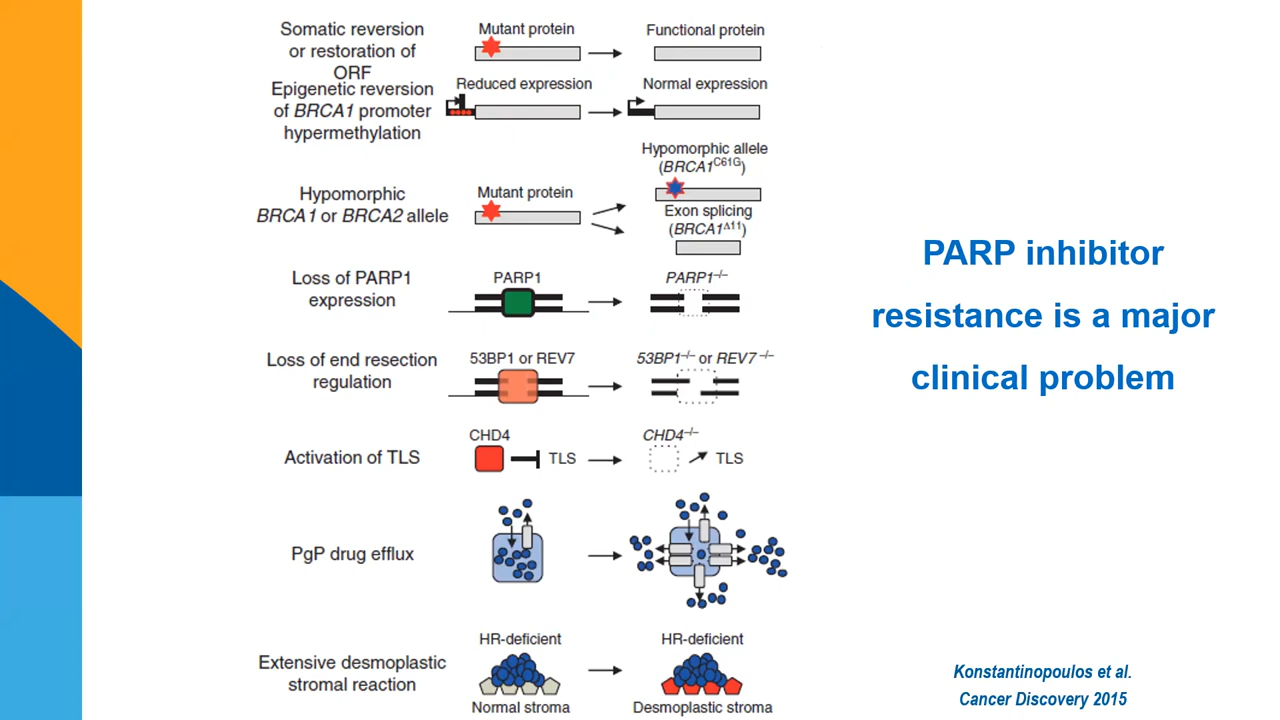 Somatic reversion
or restoration of
ORF
Mutant protein
Functional protein
Epigenetic reversion
of BRCA1 promoter
hypermethylation
Reduced expression
Normal expression
Hypomorphic
BRCA1 or BRCA2 allele
Mutant protein
Hypomorphic allele
(BRCA1C61G)
Exon splicing
(BRCA1Δ11)
Loss of PARP1
expression
PARP1
PARP1–/–
Loss of end resection
regulation
53BP1 or REV7
53BP1–/– or REV7 –/–
Activation of TLS
CHD4
TLS
CHD4–/–
TLS
PgP drug efflux
Extensive desmoplastic
stromal reaction
HR-deficient
Normal stroma
HR-deficient
Desmoplastic stroma
PARP inhibitor
resistance is a major
clinical problem
Konstantinopoulos et al.
Cancer Discovery 2015